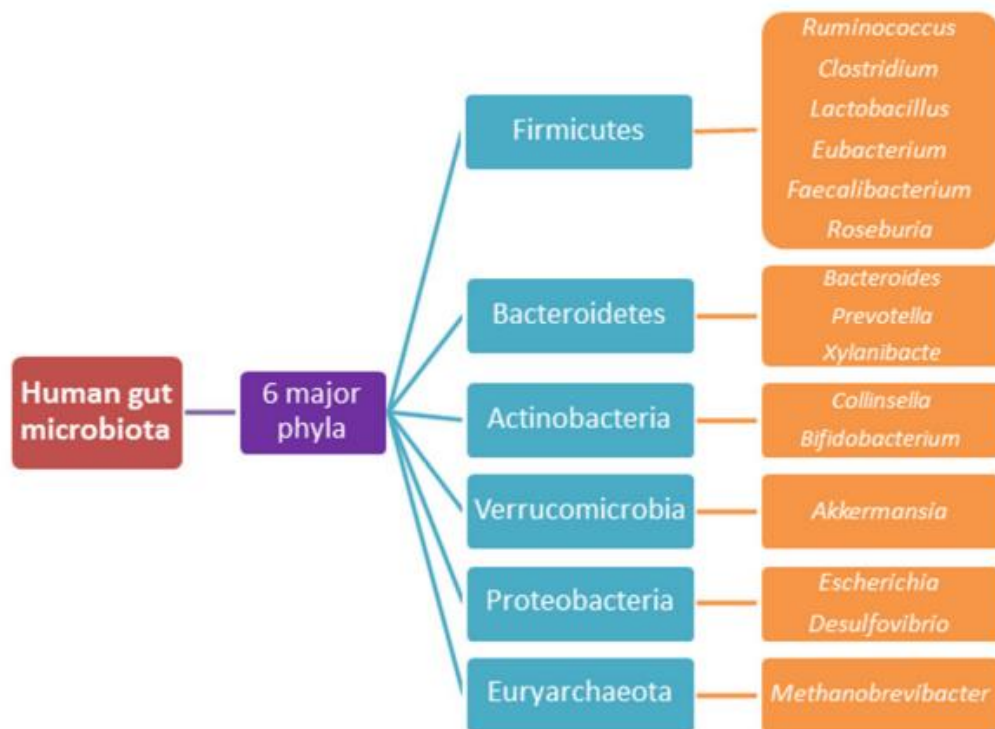 Human gut
microbiota
6 major
phyla
Firmicutes
Ruminococcus
Clostridium
Lactobacillus
Eubacterium
Faecalibacterium
Roseburia
Bacteroidetes
Bacteroides
Prevotella
Xylanibacte
Actinobacteria
Collinsella
Bifidobacterium
Verrucomicrobia
Akkermansia
Proteobacteria
Escherichia
Desulfovibrio
Euryarchaeota
Methanobrevibacter